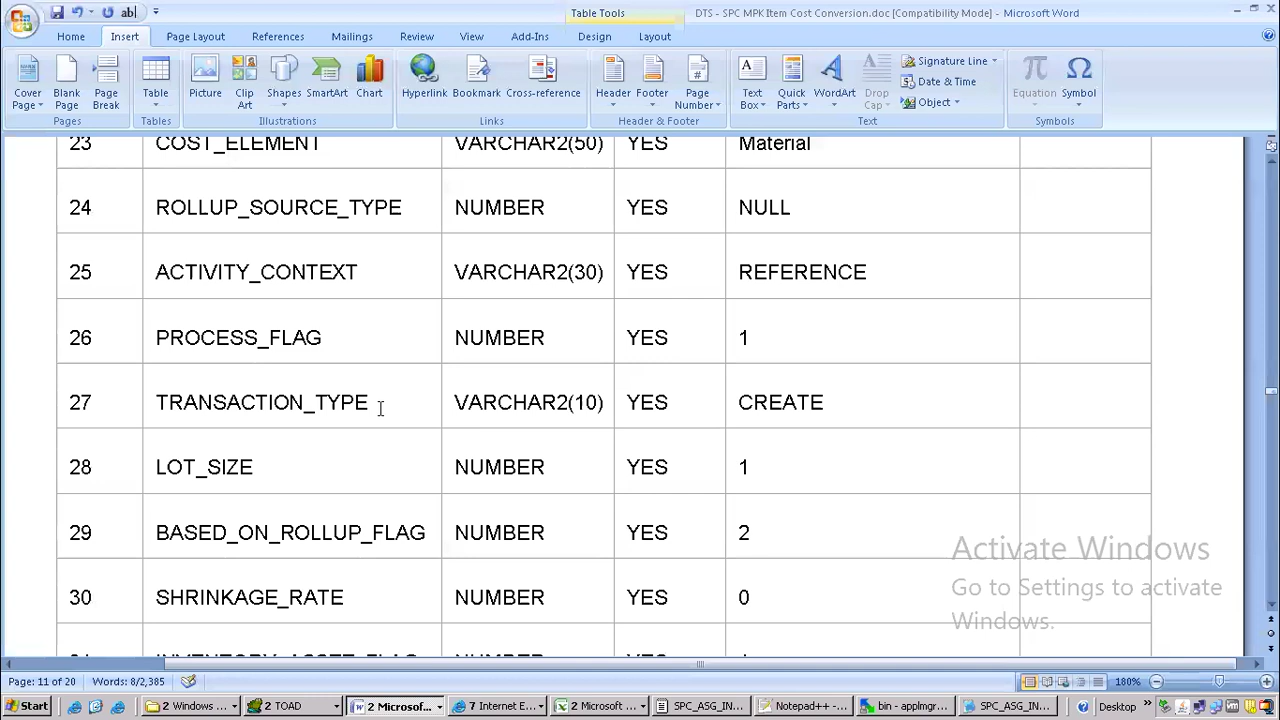 ab|
Table Tools
DTS - SPC MPK Item Cost Conversion.doc [Compatibility Mode] - Microsoft Word
Home Insert Page Layout References Mailings Review View Add-Ins Design Layout
Cover Page Blank Page Page Break Table Picture Clip Art Shapes SmartArt Chart Hyperlink Bookmark Cross-reference Header Footer Page Number Text Box Quick Parts WordArt Drop Cap Signature Line Date & Time Object Equation Symbol
Pages Tables Illustrations Links Header & Footer Text Symbols
23 COST_ELEMENT VARCHAR2(50) YES Material
24 ROLLUP_SOURCE_TYPE NUMBER YES NULL
25 ACTIVITY_CONTEXT VARCHAR2(30) YES REFERENCE
26 PROCESS_FLAG NUMBER YES 1
27 TRANSACTION_TYPE VARCHAR2(10) YES CREATE
28 LOT_SIZE NUMBER YES 1
29 BASED_ON_ROLLUP_FLAG NUMBER YES 2
30 SHRINKAGE_RATE NUMBER YES 0
Activate Windows
Go to Settings to activate
Windows.
Page: 11 of 20 Words: 8/2,385 180%
Start 2 Windows ... 2 TOAD 2 Microsof... 7 Internet E... 2 Microsoft ... SPC_ASG_IN... Notepad++ -... bin - applmgr... SPC_ASG_IN... Desktop